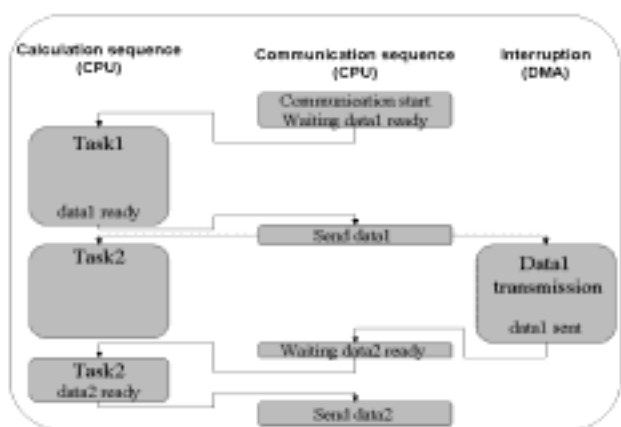 Calculation sequence
(CPU)
Communication sequence
(CPU)
Interruption
(DMA)
Communication start
Waiting data1 ready
Task1
data1 ready
Send data1
Task2
Data1
transmission
data1 sent
Waiting data2 ready
Task2
data2 ready
Send data2